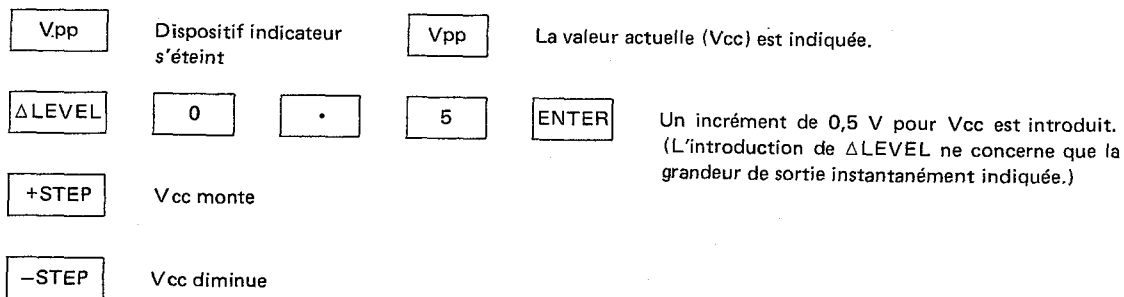 Vpp Dispositif indicateur Vpp La valeur actuelle (Vcc) est indiquée.
s'éteint
ΔLEVEL 0 . 5 ENTER Un incrément de 0,5 V pour Vcc est introduit.
(L'introduction de ΔLEVEL ne concerne que la
grandeur de sortie instantanément indiquée.)
+STEP Vcc monte
−STEP Vcc diminue